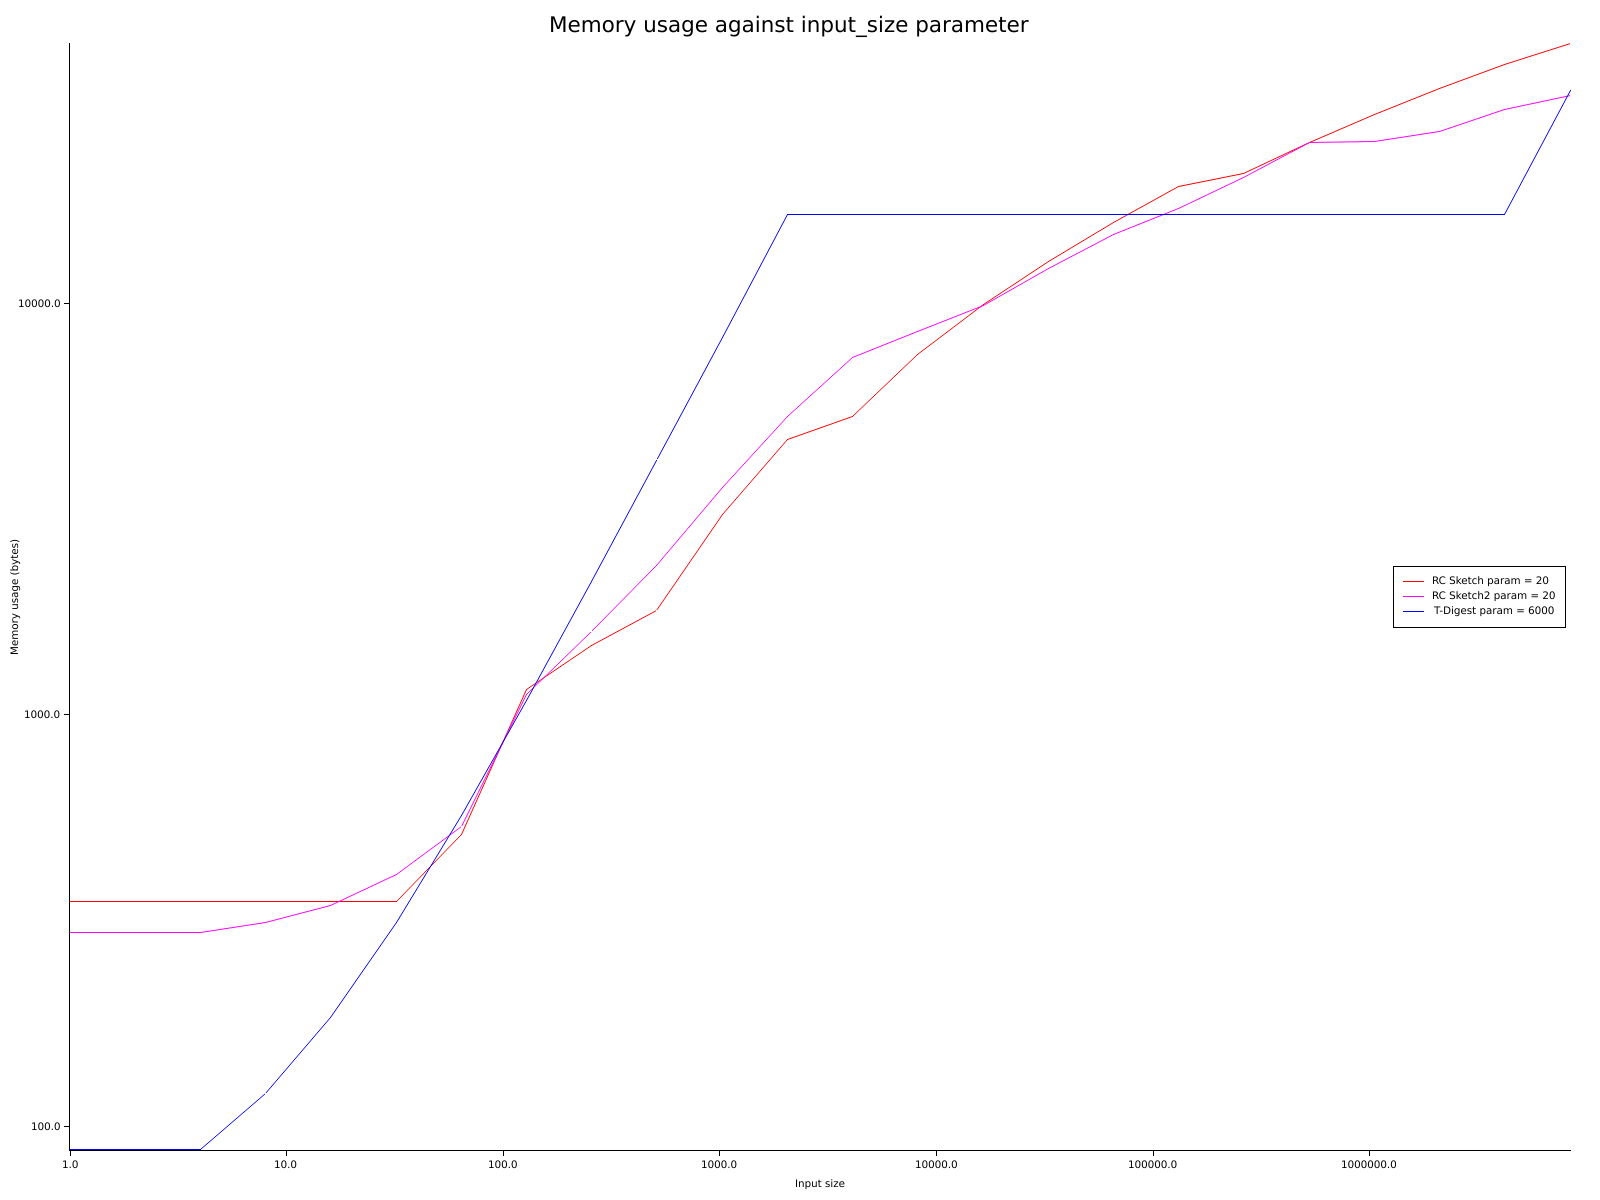 Memory usage against input_size parameter
10000.0
1000.0
100.0
Memory usage (bytes)
RC Sketch param = 20
RC Sketch2 param = 20
T-Digest param = 6000
1.0 10.0 100.0 1000.0 10000.0 100000.0 1000000.0
Input size